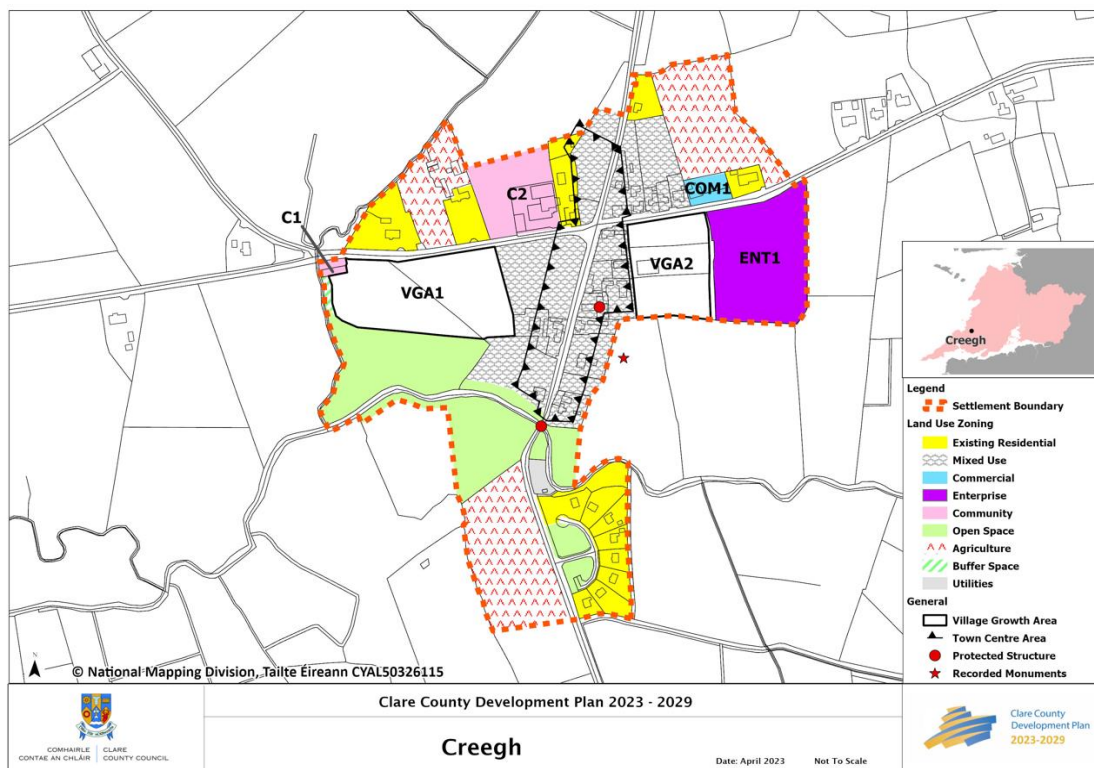 C1
C2
COM1
VGA1
VGA2
ENT1
Creegh
Legend
Settlement Boundary
Land Use Zoning
Existing Residential
Mixed Use
Commercial
Enterprise
Community
Open Space
Agriculture
Buffer Space
Utilities
General
Village Growth Area
Town Centre Area
Protected Structure
Recorded Monuments
N
© National Mapping Division, Tailte Éireann CYAL50326115
COMHAIRLE CONTAE AN CHLÁIR
CLARE COUNTY COUNCIL
Clare County Development Plan 2023 - 2029
Creegh
Date: April 2023 Not To Scale
Clare County
Development Plan
2023-2029